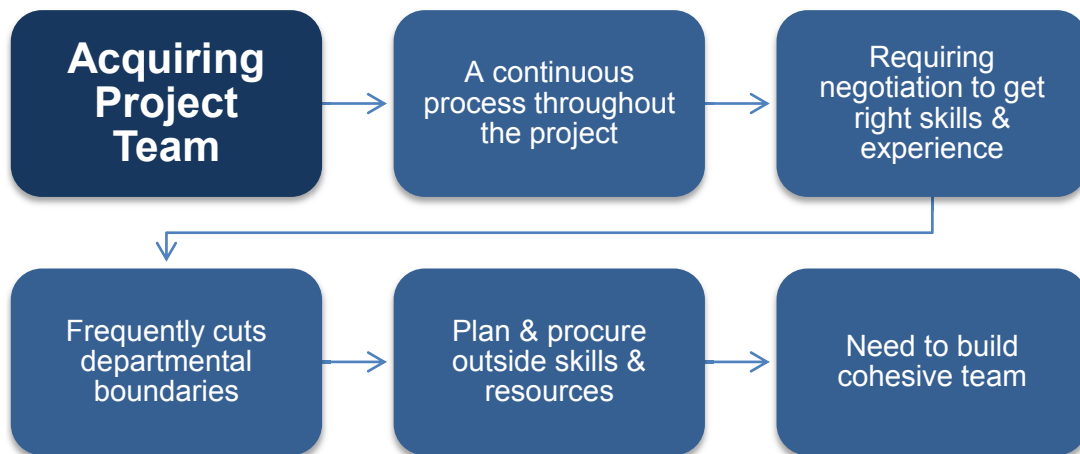 Acquiring
Project
Team
A continuous
process throughout
the project
Requiring
negotiation to get
right skills &
experience
Frequently cuts
departmental
boundaries
Plan & procure
outside skills &
resources
Need to build
cohesive team